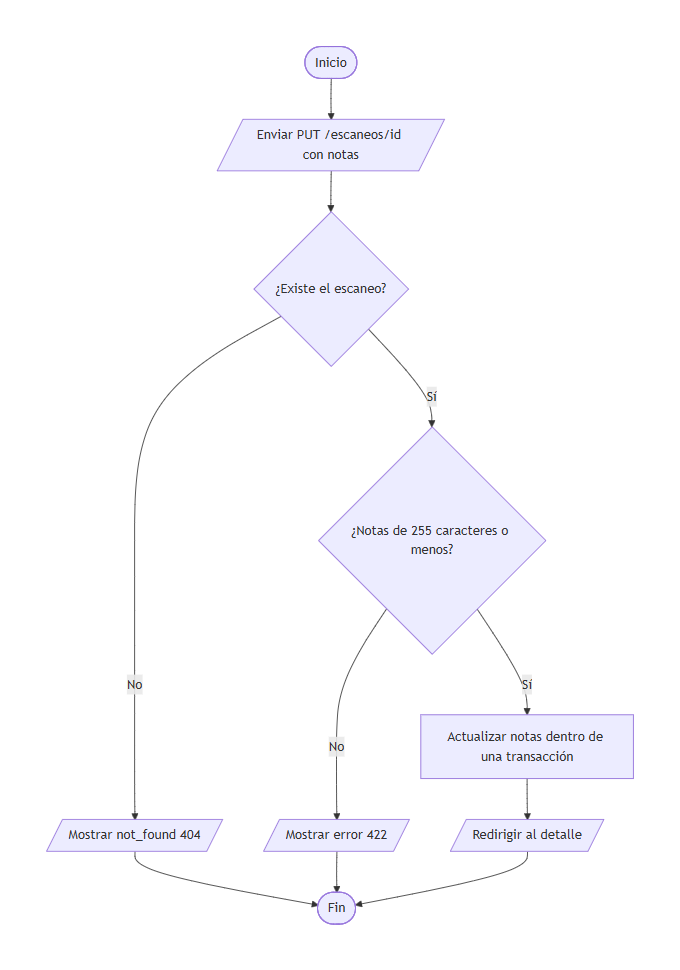 Inicio
Enviar PUT /escaneos/id
con notas
¿Existe el escaneo?
Sí
¿Notas de 255 caracteres o
menos?
No
Sí
No
Actualizar notas dentro de
una transacción
Mostrar not_found 404
Mostrar error 422
Redirigir al detalle
Fin